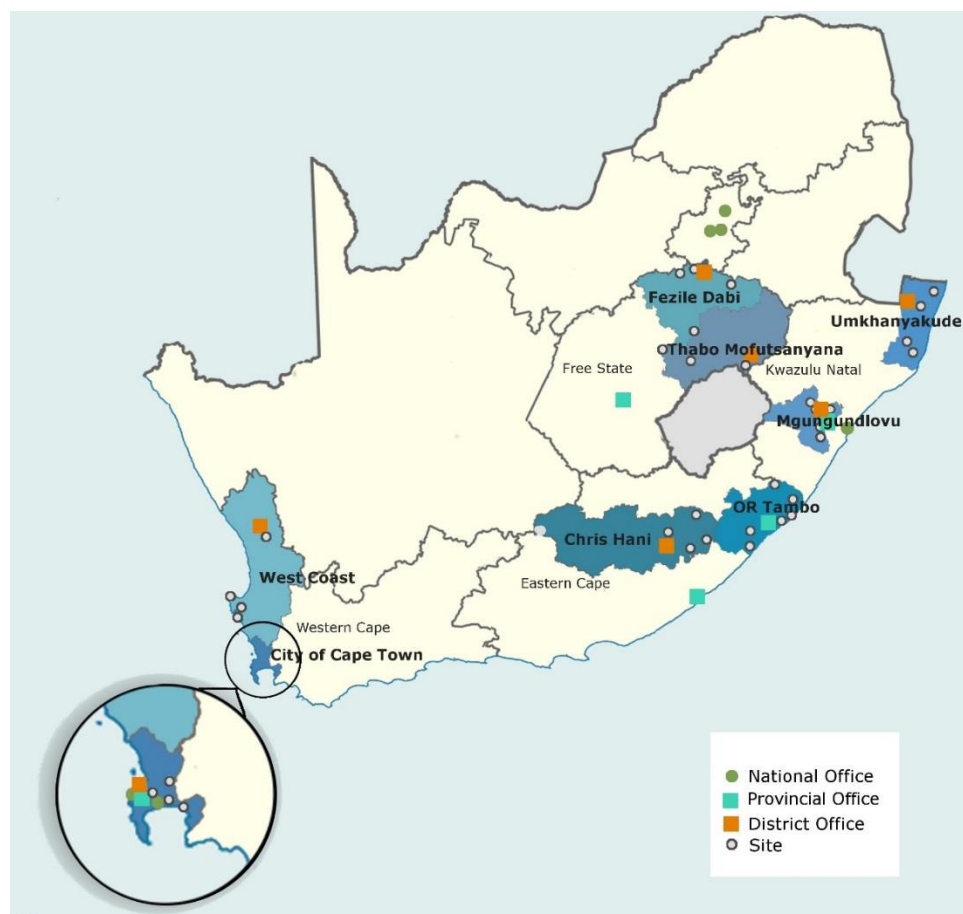 Fezile Dabi
Umkhanyakude
Thabo Mofutsanyana
Free State
Kwazulu Natal
Mgungundlovu
OR Tambo
Chris Hani
West Coast
Eastern Cape
Western Cape
City of Cape Town
National Office
Provincial Office
District Office
Site